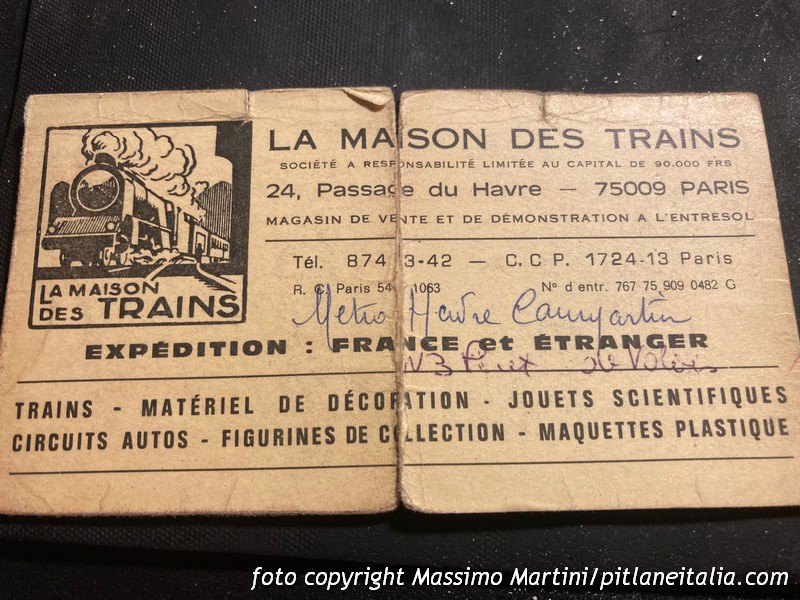 LA MAISON DES TRAINS
SOCIÉTÉ A RESPONSABILITÉ LIMITÉE AU CAPITAL DE 90.000 FRS
24, Passage du Havre — 75009 PARIS
MAGASIN DE VENTE ET DE DÉMONSTRATION A L'ENTRESOL
Tél. 874 3-42 — C.C.P. 1724-13 Paris
R. C. Paris 54 1063 N° d'entr. 767 75 909 0482 G
LA MAISON
DES TRAINS
Metro Havre Caumartin
EXPÉDITION : FRANCE et ÉTRANGER
N 3
TRAINS - MATÉRIEL DE DÉCORATION - JOUETS SCIENTIFIQUES
CIRCUITS AUTOS - FIGURINES DE COLLECTION - MAQUETTES PLASTIQUE
foto copyright Massimo Martini/pitlaneitalia.com